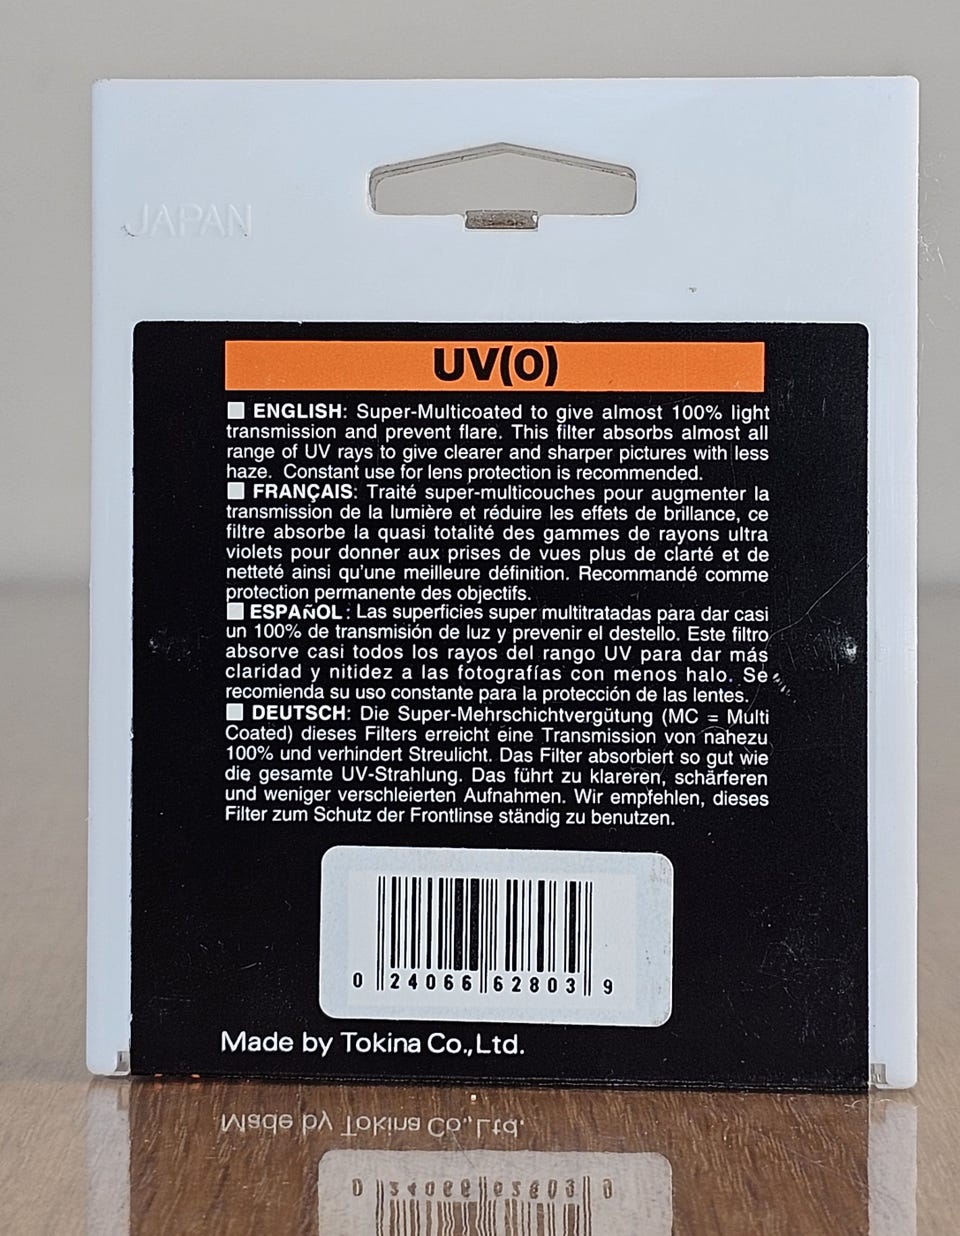 JAPAN
UV(0)
ENGLISH: Super-Multicoated to give almost 100% light
transmission and prevent flare. This filter absorbs almost all
range of UV rays to give clearer and sharper pictures with less
haze. Constant use for lens protection is recommended.
FRANÇAIS: Traité super-multicouches pour augmenter la
transmission de la lumière et réduire les effets de brillance, ce
filtre absorbe la quasi totalité des gammes de rayons ultra
violets pour donner aux prises de vues plus de clarté et de
netteté ainsi qu'une meilleure définition. Recommandé comme
protection permanente des objectifs.
ESPAñOL: Las superficies super multitratadas para dar casi
un 100% de transmisión de luz y prevenir el destello. Este filtro
absorve casi todos los rayos del rango UV para dar más
claridad y nitidez a las fotografías con menos halo. Se
recomienda su uso constante para la protección de las lentes.
DEUTSCH: Die Super-Mehrschichtvergütung (MC = Multi
Coated) dieses Filters erreicht eine Transmission von nahezu
100% und verhindert Streulicht. Das Filter absorbiert so gut wie
die gesamte UV-Strahlung. Das führt zu klareren, schärferen
und weniger verschleierten Aufnahmen. Wir empfehlen, dieses
Filter zum Schutz der Frontlinse ständig zu benutzen.
0 24066 62803 9
Made by Tokina Co.,Ltd.